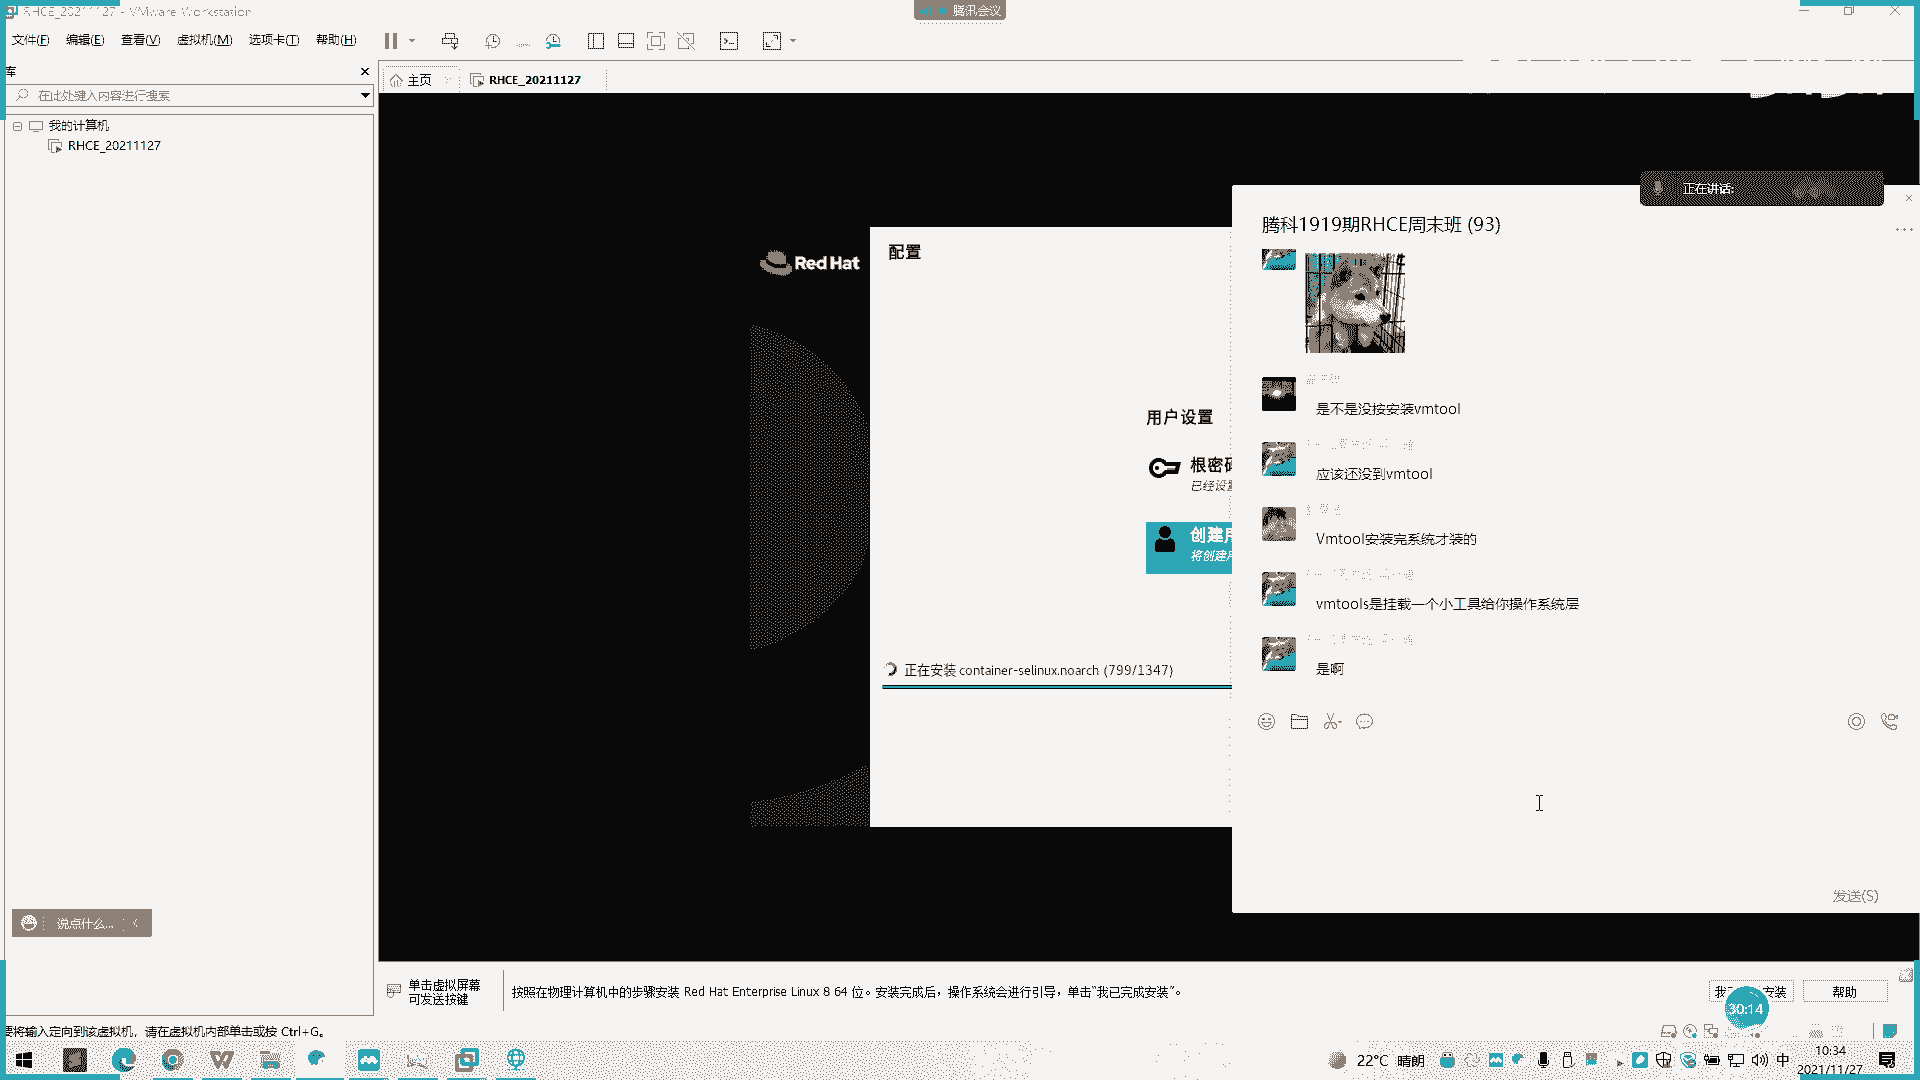 RHCE_20211127 - VMware Workstation
腾讯会议
文件(F) 编辑(E) 查看(V) 虚拟机(M) 选项卡(T) 帮助(H)
库
主页
RHCE_20211127
在此处键入内容进行搜索
我的计算机
RHCE_20211127
正在讲话:
腾科1919期RHCE周末班 (93)
Red Hat
配置
是不是没按安装vmtool
用户设置
根密码
已经设置
应该还没到vmtool
创建用
将创建用
Vmtool安装完系统才装的
vmtools是挂载一个小工具给你操作系统层
是啊
正在安装 container-selinux.noarch (799/1347)
发送(S)
说点什么...
单击虚拟屏幕
可发送按键
按照在物理计算机中的步骤安装 Red Hat Enterprise Linux 8 64 位。安装完成后，操作系统会进行引导，单击“我已完成安装”。
安装
帮助
30:14
要将输入定向到该虚拟机，请在虚拟机内部单击或按 Ctrl+G。
22°C 晴朗
中
10:34
2021/11/27